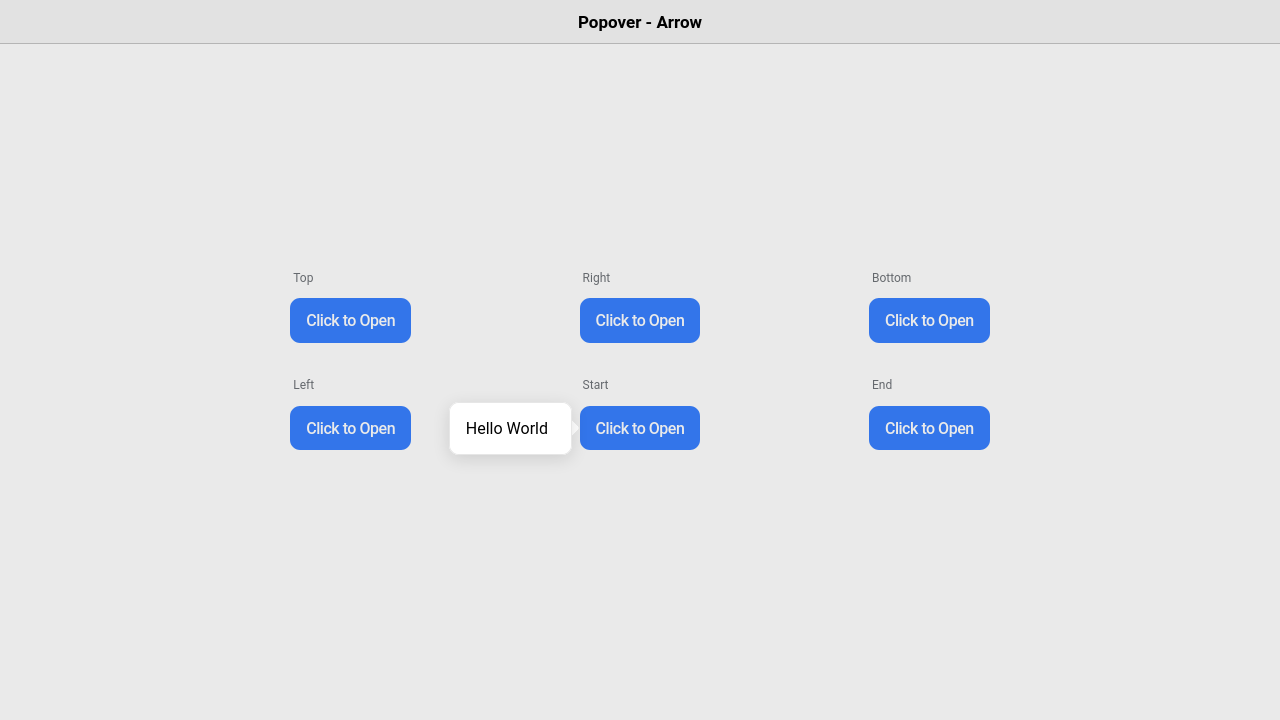 Popover - Arrow
Top
Right
Bottom
Click to Open
Click to Open
Click to Open
Left
Start
End
Click to Open
Hello World
Click to Open
Click to Open